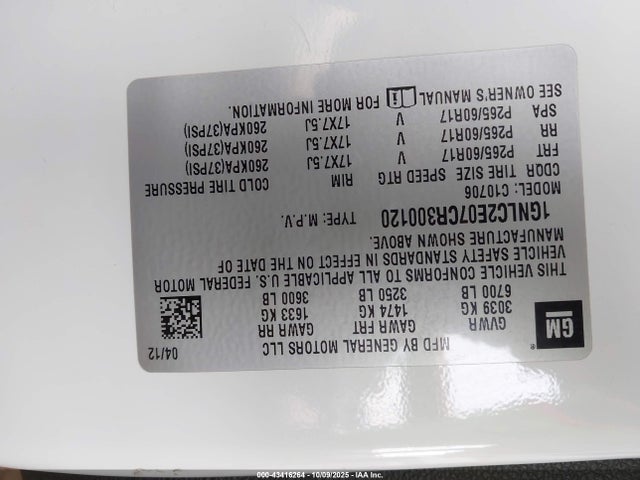 MFD BY GENERAL MOTORS LLC 04/12
GM
GVWR GAWR FRT GAWR RR
3039 KG 1474 KG 1633 KG
6700 LB 3250 LB 3600 LB
THIS VEHICLE CONFORMS TO ALL APPLICABLE U.S. FEDERAL MOTOR
VEHICLE SAFETY STANDARDS IN EFFECT ON THE DATE OF
MANUFACTURE SHOWN ABOVE.
1GNLC2E07CR300120 TYPE: M.P.V.
MODEL: C10706
TIRE SIZE SPEED RTG RIM COLD TIRE PRESSURE
FRT P265/60R17 V 17X7.5J 260KPA(37PSI)
RR P265/60R17 V 17X7.5J 260KPA(37PSI)
SPA P265/60R17 V 17X7.5J 260KPA(37PSI)
SEE OWNER'S MANUAL FOR MORE INFORMATION.
000-43416264 - 10/09/2025 - IAA Inc.